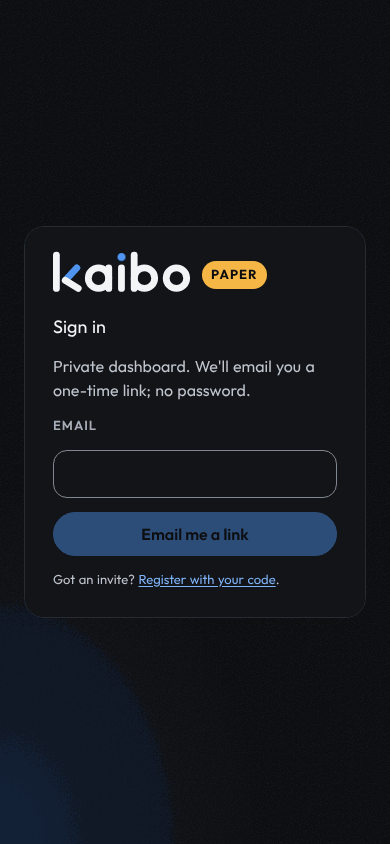 kaibo PAPER
Sign in
Private dashboard. We'll email you a
one-time link; no password.
EMAIL
Email me a link
Got an invite? Register with your code.